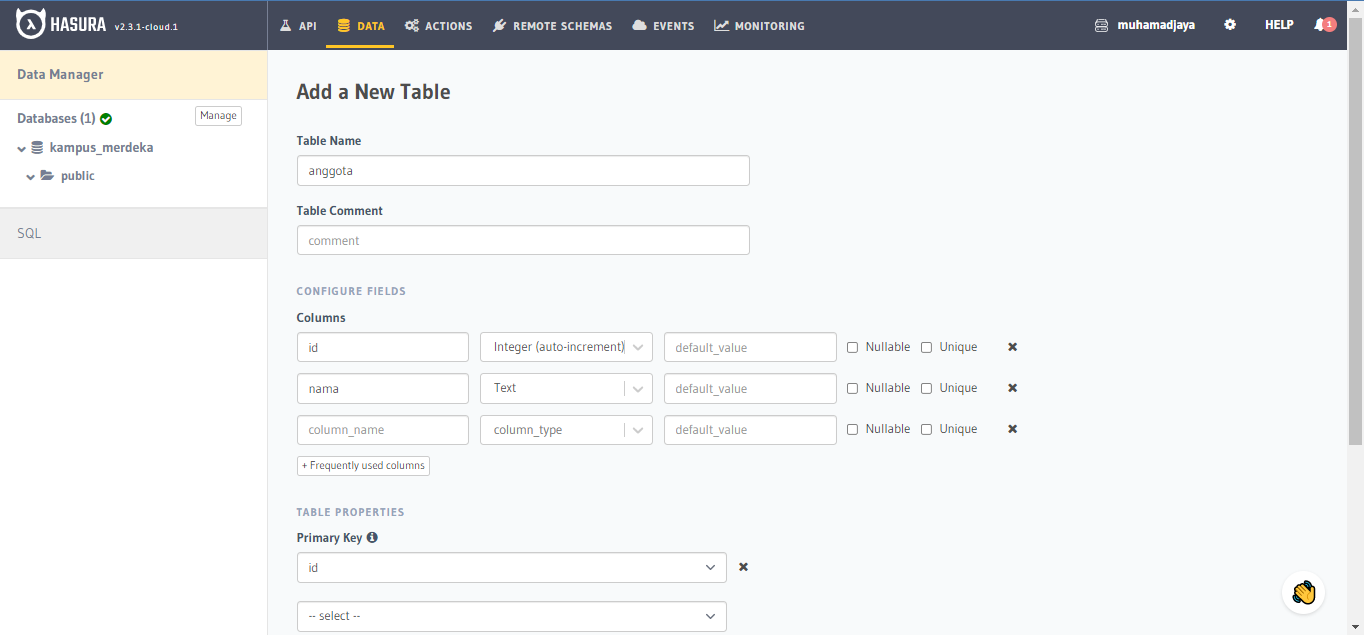 HASURA v2.3.1-cloud.1 API DATA ACTIONS REMOTE SCHEMAS EVENTS MONITORING muhamadjaya HELP 1
Data Manager
Databases (1) Manage
kampus_merdeka
public
SQL
Add a New Table
Table Name
anggota
Table Comment
comment
CONFIGURE FIELDS
Columns
id Integer (auto-increment) default_value Nullable Unique
nama Text default_value Nullable Unique
column_name column_type default_value Nullable Unique
+ Frequently used columns
TABLE PROPERTIES
Primary Key
id
-- select --